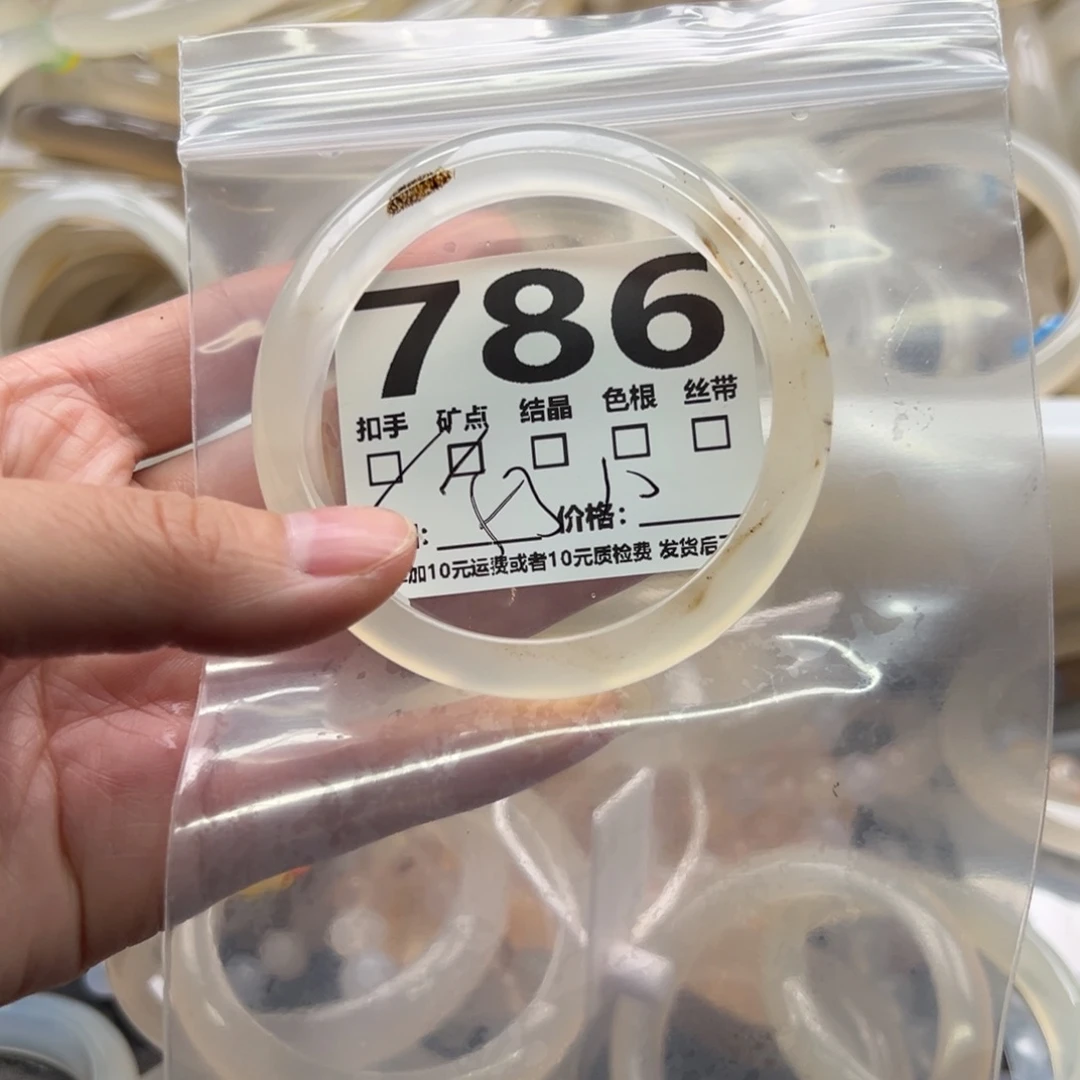 786
扣手 矿点 结晶 色根 丝带
价格:
加10元运费或者10元质检费 发货后